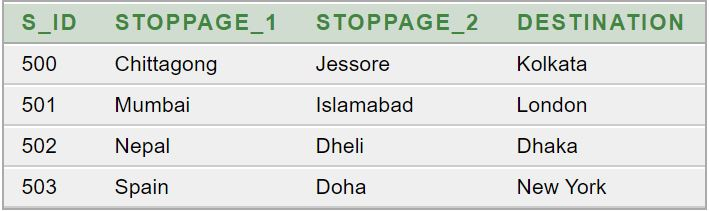 S_ID STOPPAGE_1 STOPPAGE_2 DESTINATION
500 Chittagong Jessore Kolkata
501 Mumbai Islamabad London
502 Nepal Dheli Dhaka
503 Spain Doha New York